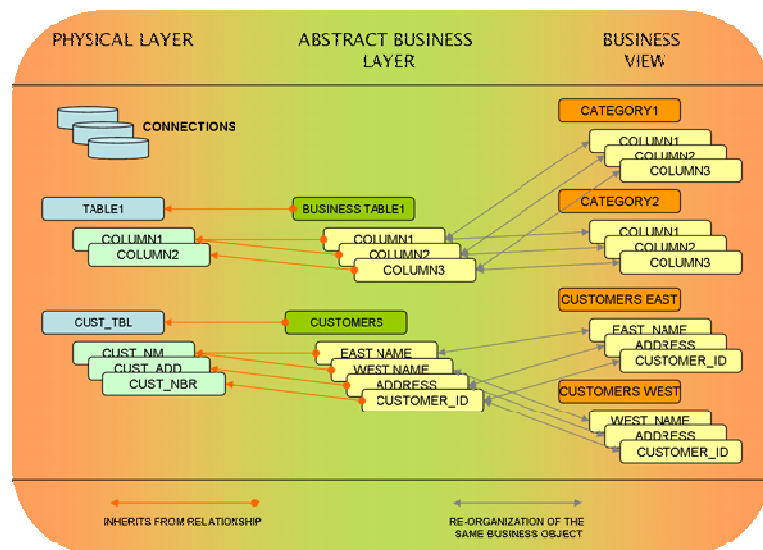 PHYSICAL LAYER
ABSTRACT BUSINESS
LAYER
BUSINESS
VIEW
CONNECTIONS
TABLE1
COLUMN1
COLUMN2
CUST_TBL
CUST_NM
CUST_ADD
CUST_NBR
BUSINESS TABLE1
COLUMN1
COLUMN2
COLUMN3
CUSTOMERS
EAST NAME
WEST NAME
ADDRESS
CUSTOMER_ID
CATEGORY1
COLUMN1
COLUMN2
COLUMN3
CATEGORY2
COLUMN1
COLUMN2
COLUMN3
CUSTOMERS EAST
EAST_NAME
ADDRESS
CUSTOMER_ID
CUSTOMERS WEST
WEST_NAME
ADDRESS
CUSTOMER_ID
INHERITS FROM RELATIONSHIP
RE-ORGANIZATION OF THE
SAME BUSINESS OBJECT